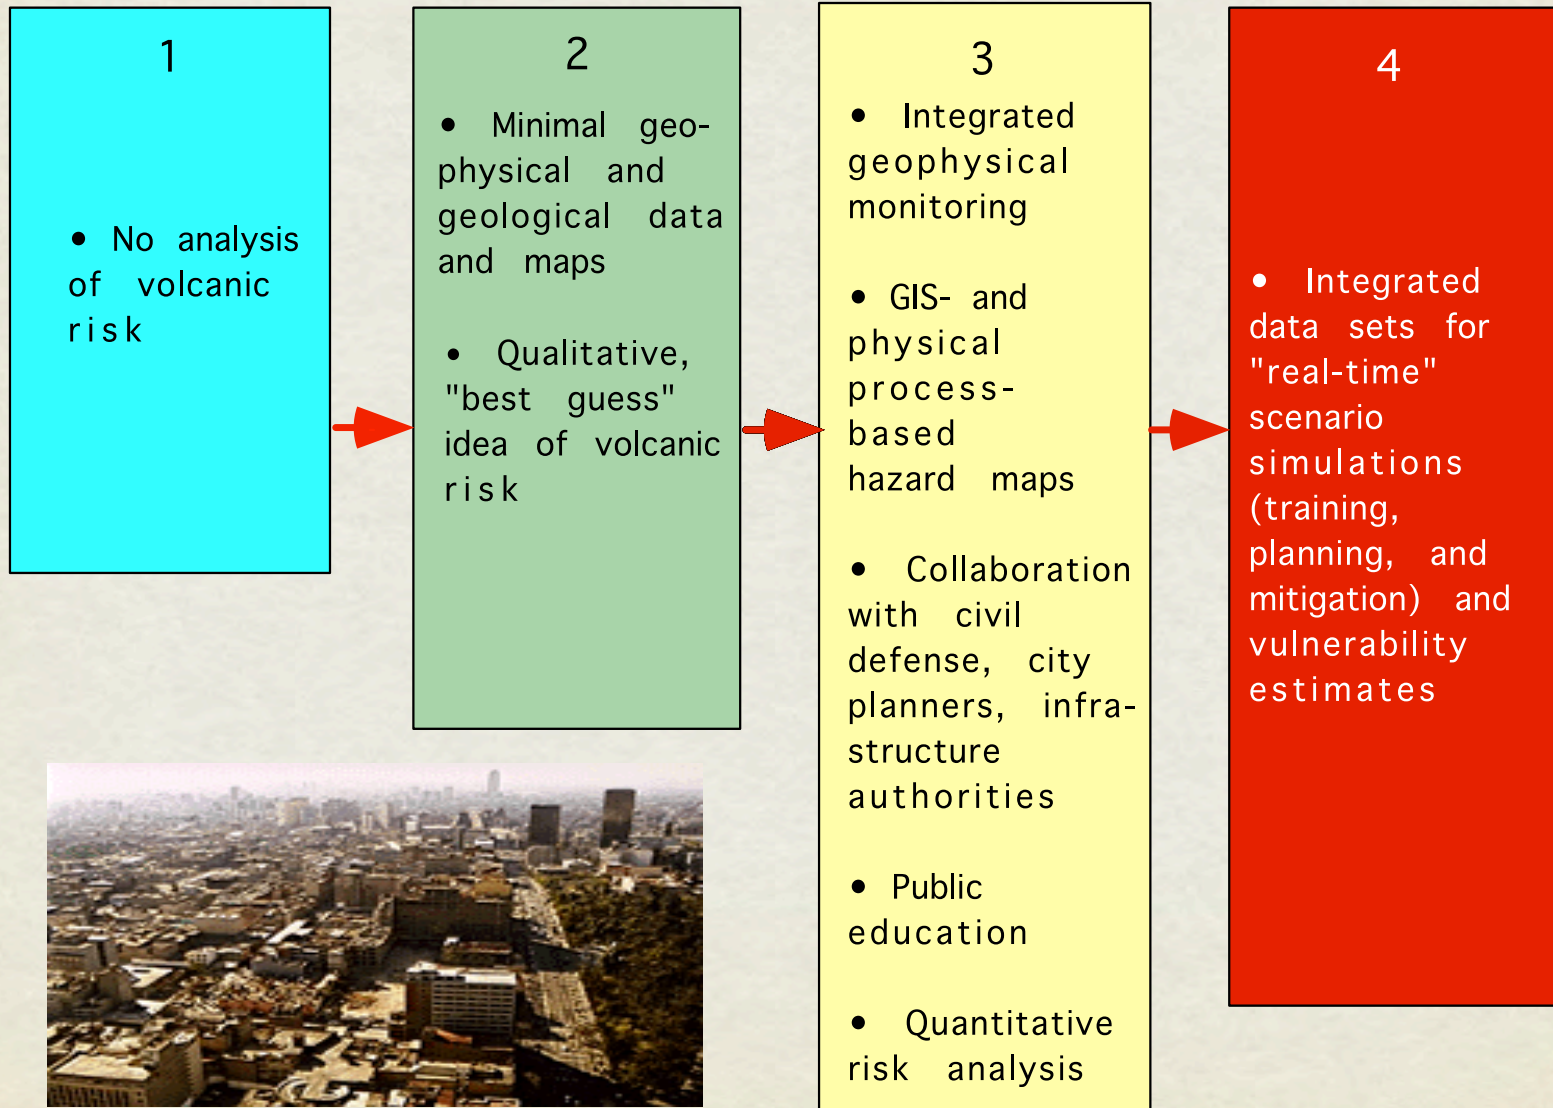 1
• No analysis
of volcanic
risk
2
• Minimal geo-
physical and
geological data
and maps
• Qualitative,
"best guess"
idea of volcanic
risk
3
• Integrated
geophysical
monitoring
• GIS- and
physical
process-
based
hazard maps
• Collaboration
with civil
defense, city
planners, infra-
structure
authorities
• Public
education
• Quantitative
risk analysis
4
• Integrated
data sets for
"real-time"
scenario
simulations
(training,
planning, and
mitigation) and
vulnerability
estimates